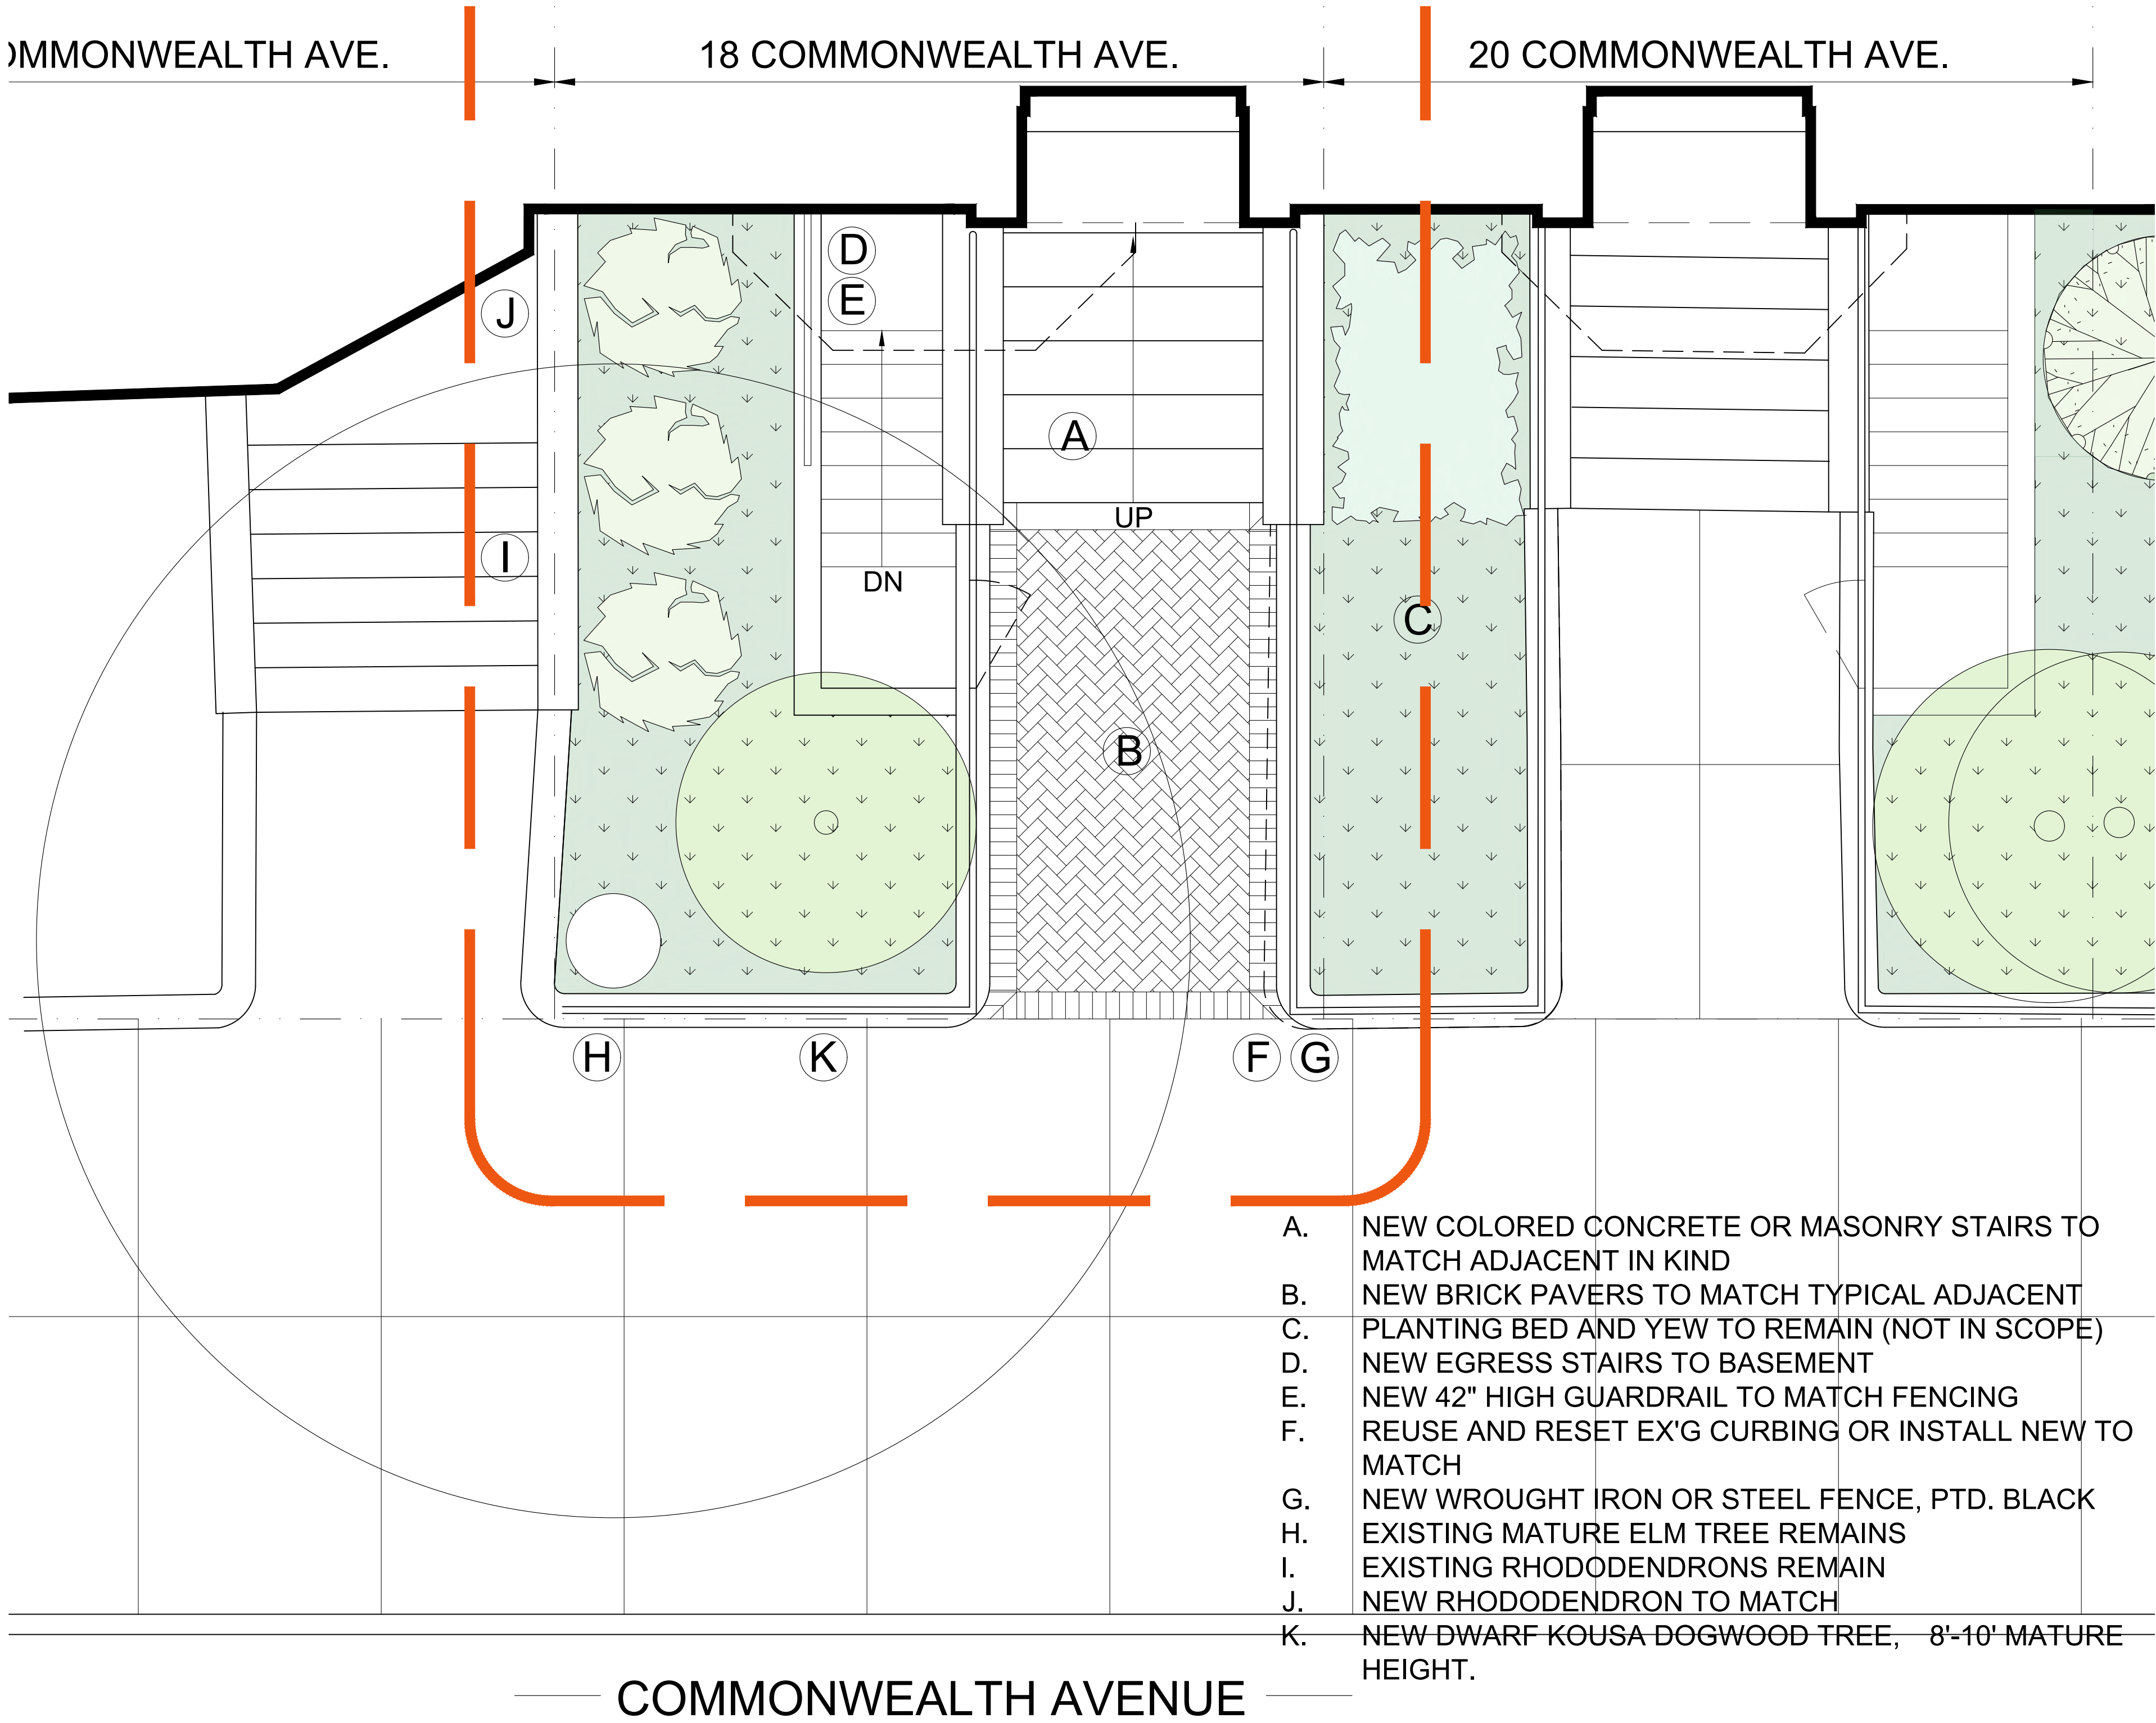 OMMONWEALTH AVE.
18 COMMONWEALTH AVE.
20 COMMONWEALTH AVE.
D
E
J
A
UP
I
DN
C
B
H
K
F
G
A. NEW COLORED CONCRETE OR MASONRY STAIRS TO
MATCH ADJACENT IN KIND
B. NEW BRICK PAVERS TO MATCH TYPICAL ADJACENT
C. PLANTING BED AND YEW TO REMAIN (NOT IN SCOPE)
D. NEW EGRESS STAIRS TO BASEMENT
E. NEW 42" HIGH GUARDRAIL TO MATCH FENCING
F. REUSE AND RESET EX'G CURBING OR INSTALL NEW TO
MATCH
G. NEW WROUGHT IRON OR STEEL FENCE, PTD. BLACK
H. EXISTING MATURE ELM TREE REMAINS
I. EXISTING RHODODENDRONS REMAIN
J. NEW RHODODENDRON TO MATCH
K. NEW DWARF KOUSA DOGWOOD TREE, 8'-10' MATURE
HEIGHT.
COMMONWEALTH AVENUE